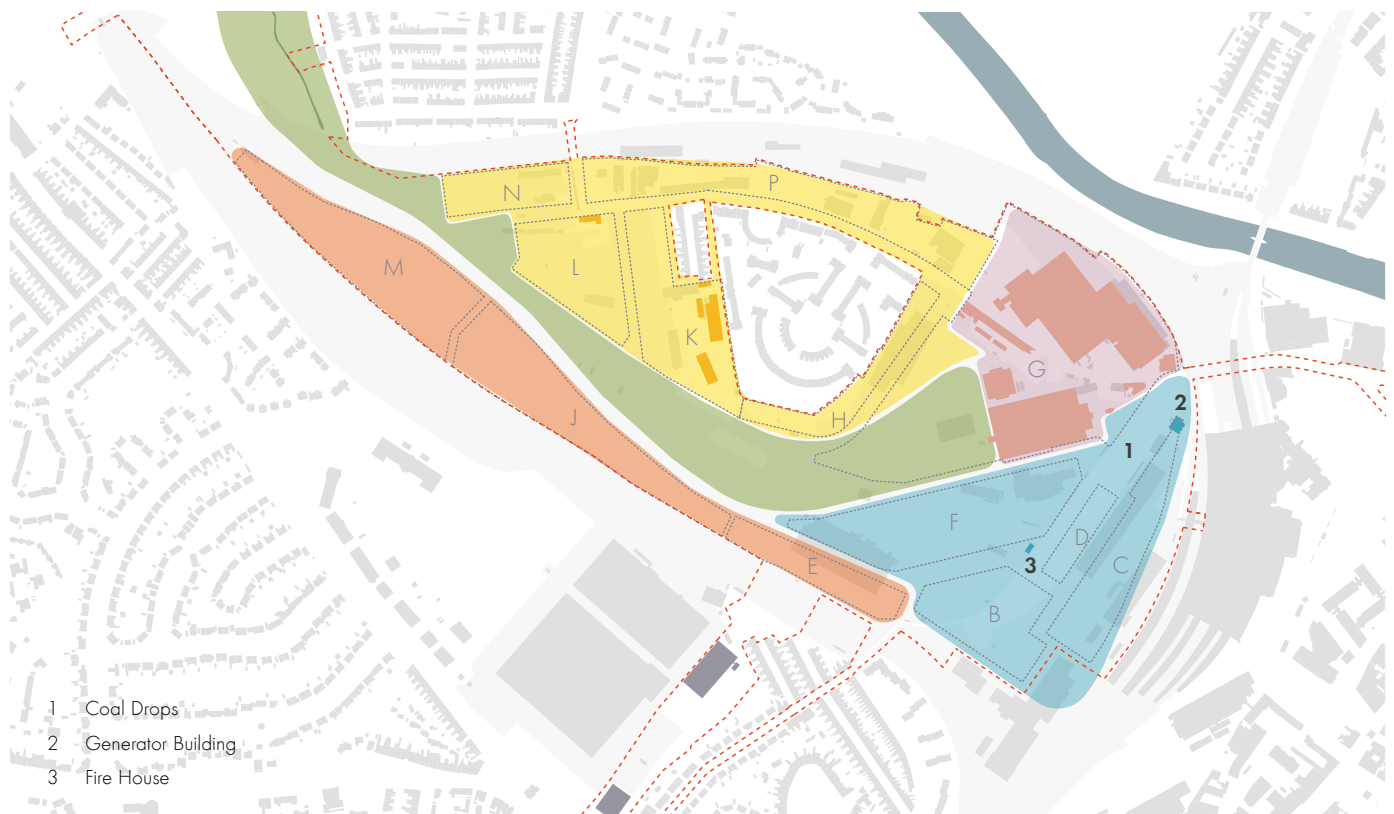 N
P
M
L
K
G
J
H
2
1
F
D
3
E
C
B
1 Coal Drops
2 Generator Building
3 Fire House